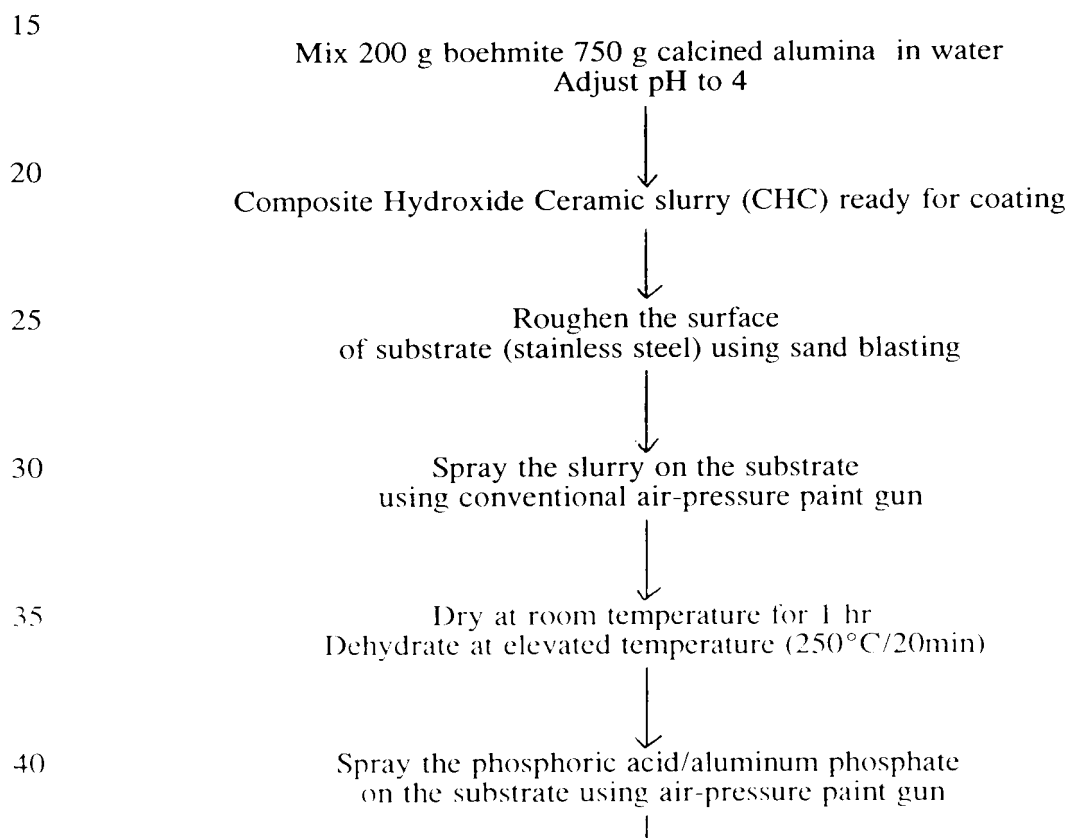 15
Mix 200 g boehmite 750 g calcined alumina in water
Adjust pH to 4
20
Composite Hydroxide Ceramic slurry (CHC) ready for coating
25
Roughen the surface
of substrate (stainless steel) using sand blasting
30
Spray the slurry on the substrate
using conventional air-pressure paint gun
35
Dry at room temperature for 1 hr
Dehydrate at elevated temperature (250°C/20min)
40
Spray the phosphoric acid/aluminum phosphate
on the substrate using air-pressure paint gun